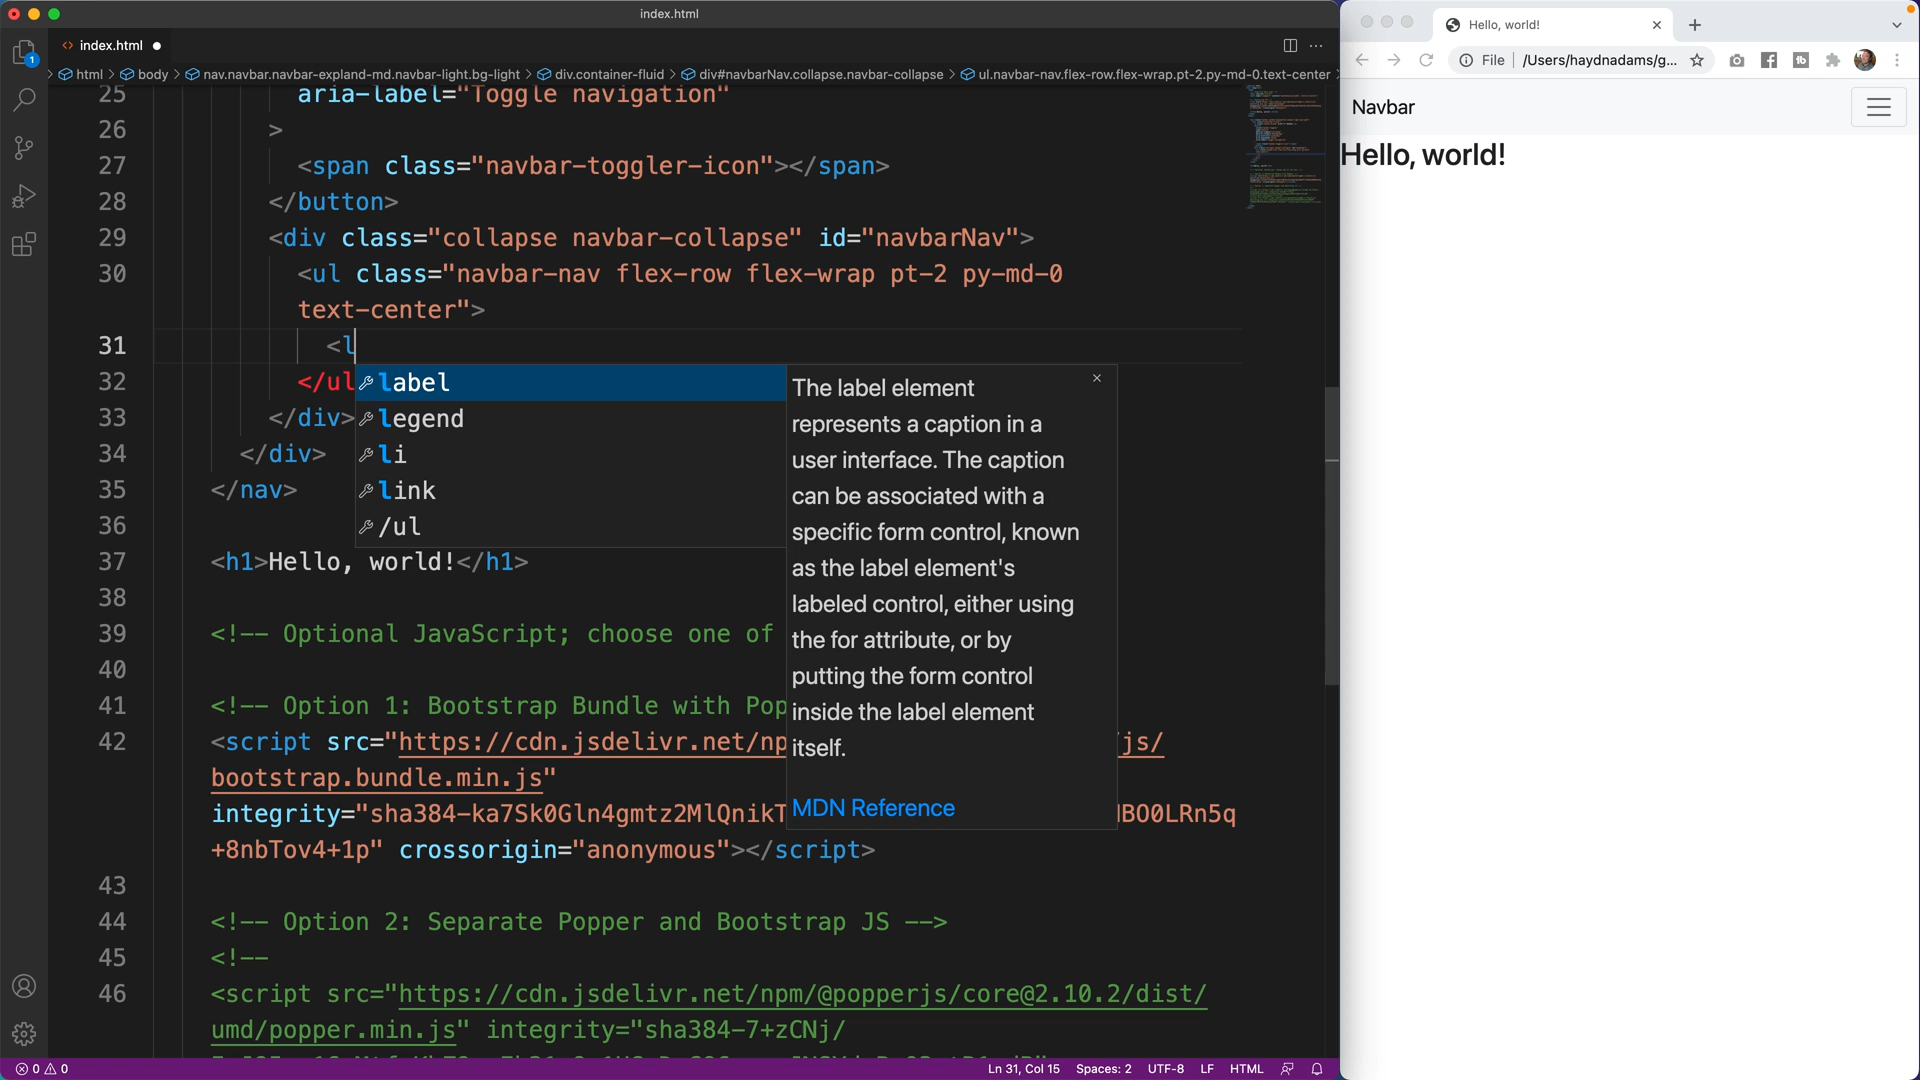 index.html
index.html
html > body > nav.navbar.navbar-expland-md.navbar-light.bg-light > div.container-fluid > div#navbarNav.collapse.navbar-collapse > ul.navbar-nav.flex-row.flex-wrap.pt-2.py-md-0.text-center
1
25 aria-label="Toggle navigation"
26 >
27 <span class="navbar-toggler-icon"></span>
28 </button>
29 <div class="collapse navbar-collapse" id="navbarNav">
30 <ul class="navbar-nav flex-row flex-wrap pt-2 py-md-0
text-center">
31 <l
32 </ul
33 </div>
34 </div>
35 </nav>
36
37 <h1>Hello, world!</h1>
38
39 <!-- Optional JavaScript; choose one of
40
41 <!-- Option 1: Bootstrap Bundle with Pop
42 <script src="https://cdn.jsdelivr.net/np /js/
bootstrap.bundle.min.js"
integrity="sha384-ka7Sk0Gln4gmtz2MlQnikT BO0LRn5q
+8nbTov4+1p" crossorigin="anonymous"></script>
43
44 <!-- Option 2: Separate Popper and Bootstrap JS -->
45 <!--
46 <script src="https://cdn.jsdelivr.net/npm/@popperjs/core@2.10.2/dist/
umd/popper.min.js" integrity="sha384-7+zCNj/
label
legend
li
link
/ul
The label element
represents a caption in a
user interface. The caption
can be associated with a
specific form control, known
as the label element's
labeled control, either using
the for attribute, or by
putting the form control
inside the label element
itself.
MDN Reference
0 0
Ln 31, Col 15 Spaces: 2 UTF-8 LF HTML
Hello, world!
File /Users/haydnadams/g...
Navbar
Hello, world!